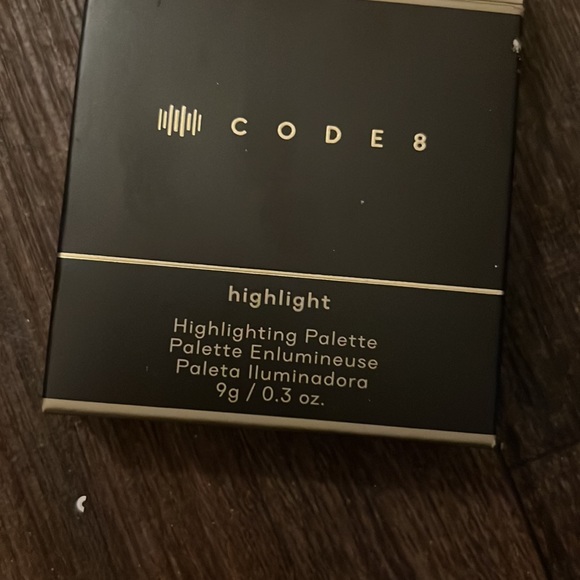 CODE8
highlight
Highlighting Palette
Palette Enlumineuse
Paleta Iluminadora
9g / 0.3 oz.